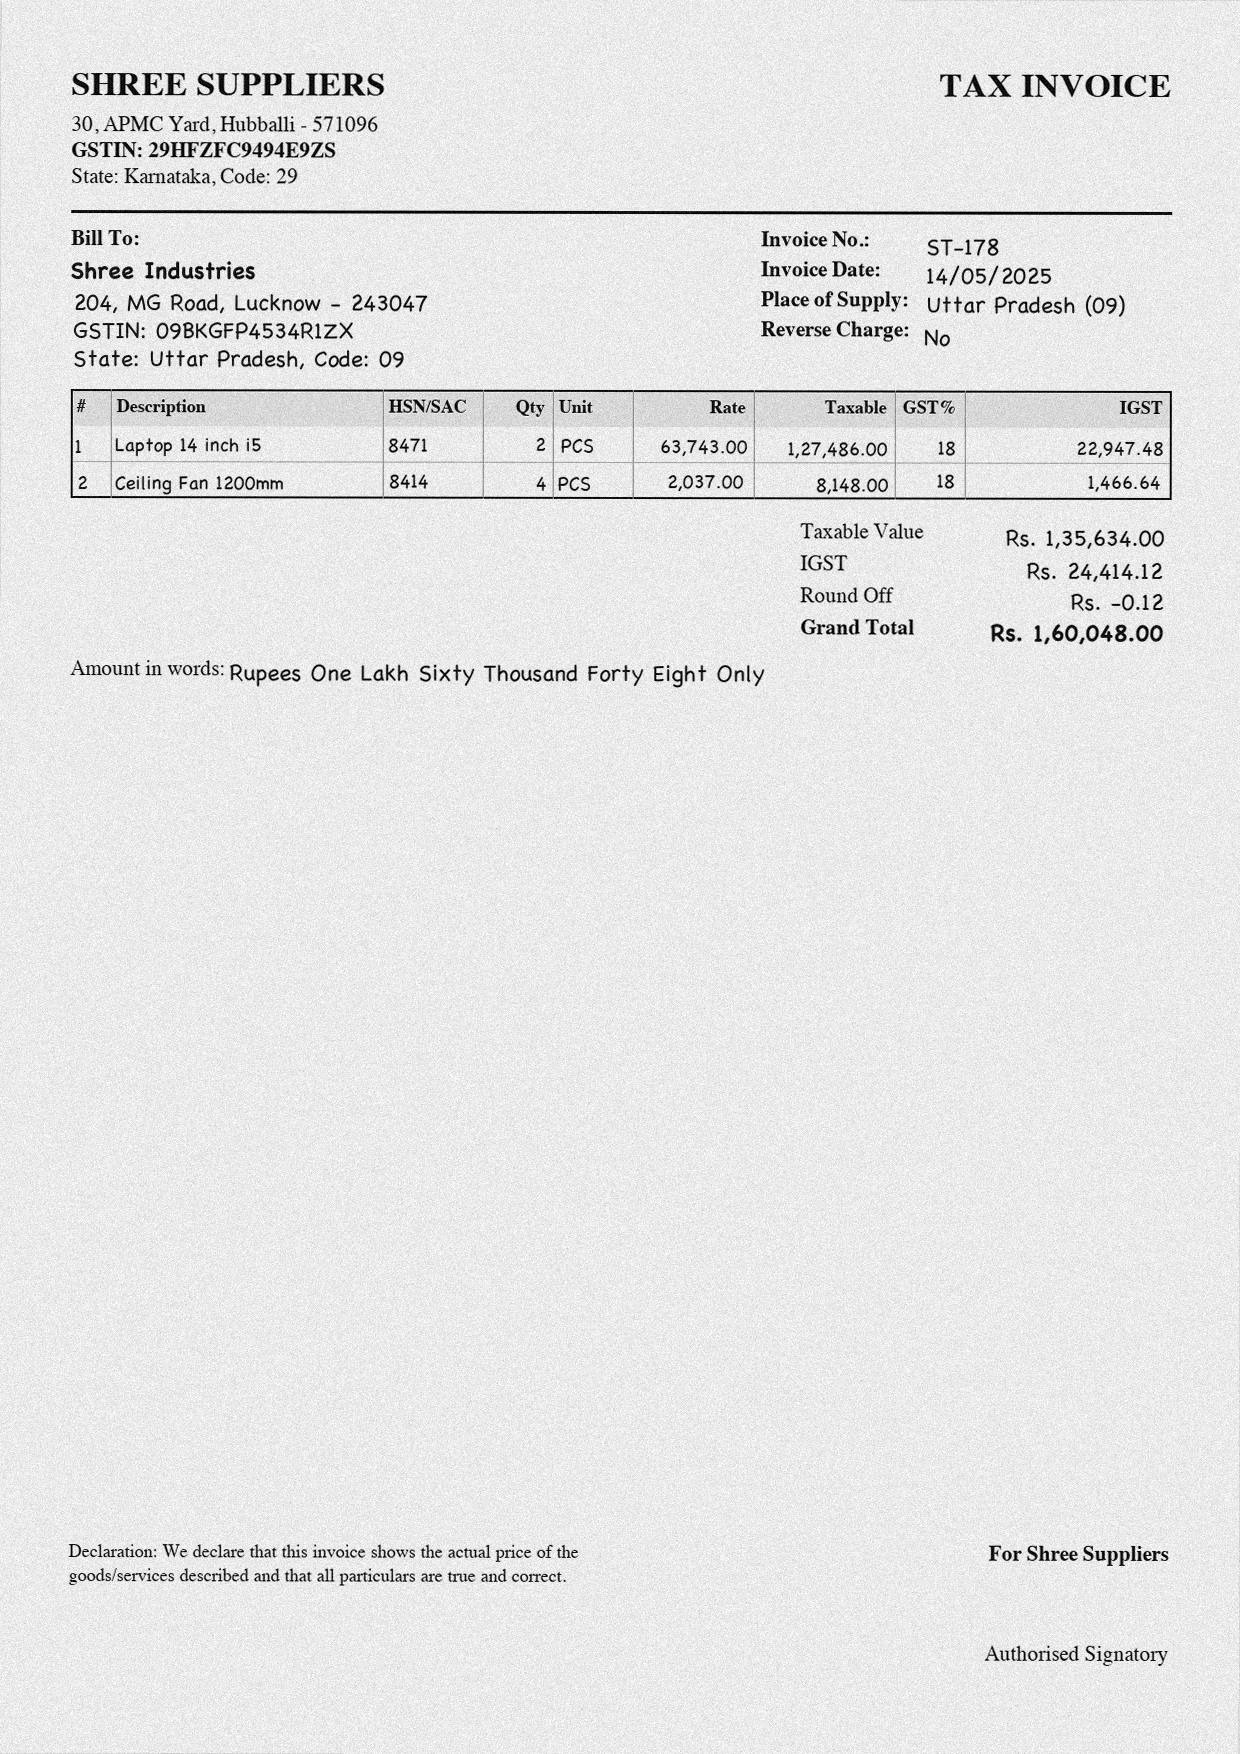 SHREE SUPPLIERS
TAX INVOICE
30, APMC Yard, Hubballi - 571096
GSTIN: 29HFZFC9494E9ZS
State: Karnataka, Code: 29
Bill To:
Shree Industries
204, MG Road, Lucknow - 243047
GSTIN: 09BKGFP4534R1ZX
State: Uttar Pradesh, Code: 09
Invoice No.: ST-178
Invoice Date: 14/05/2025
Place of Supply: Uttar Pradesh (09)
Reverse Charge: No
# Description HSN/SAC Qty Unit Rate Taxable GST% IGST
1 Laptop 14 inch i5 8471 2 PCS 63,743.00 1,27,486.00 18 22,947.48
2 Ceiling Fan 1200mm 8414 4 PCS 2,037.00 8,148.00 18 1,466.64
Taxable Value Rs. 1,35,634.00
IGST Rs. 24,414.12
Round Off Rs. -0.12
Grand Total Rs. 1,60,048.00
Amount in words: Rupees One Lakh Sixty Thousand Forty Eight Only
Declaration: We declare that this invoice shows the actual price of the
goods/services described and that all particulars are true and correct.
For Shree Suppliers
Authorised Signatory